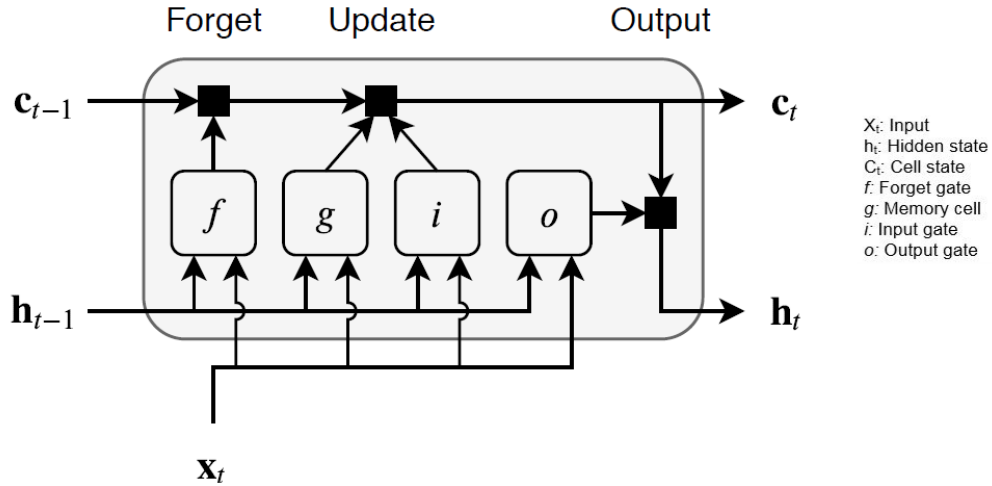 Forget Update Output
c_{t−1} c_t
f g i o
h_{t−1} h_t
x_t
X_t: Input
h_t: Hidden state
C_t: Cell state
f: Forget gate
g: Memory cell
i: Input gate
o: Output gate